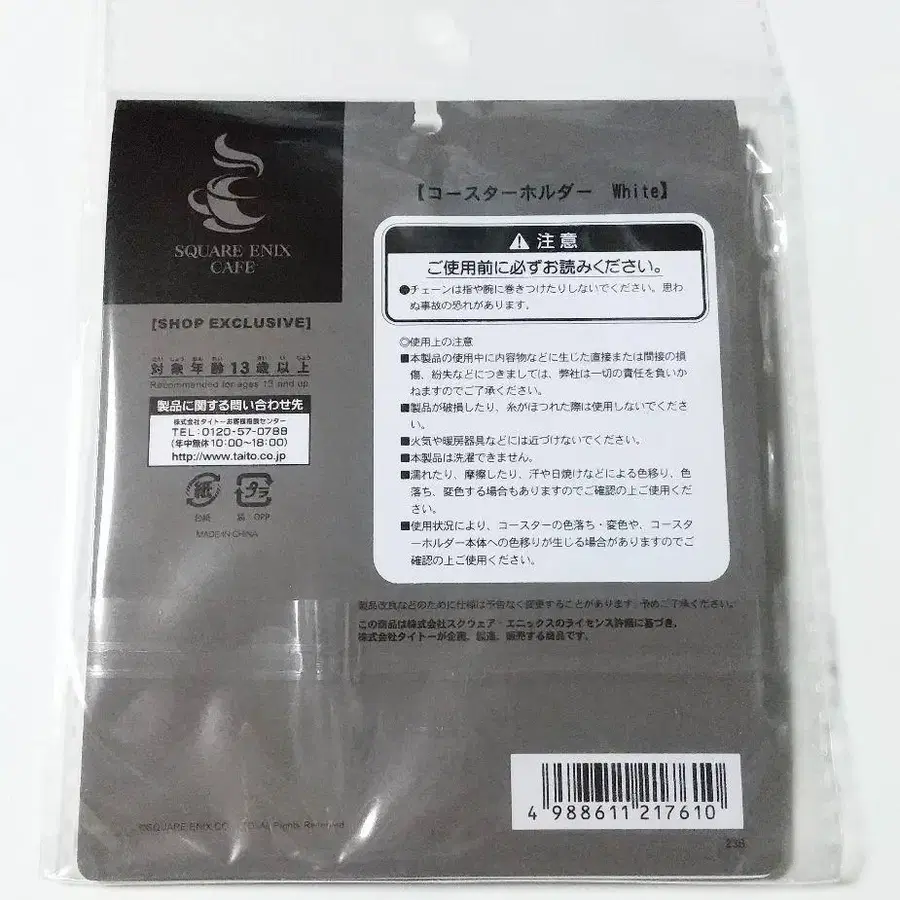 SQUARE ENIX
CAFE
[SHOP EXCLUSIVE]
対象年齢13歳以上
Recommended for ages 13 and up
製品に関する問い合わせ先
株式会社タイトーお客様相談センター
TEL:0120-57-0788
(年中無休10:00～18:00)
http://www.taito.co.jp
紙 プラ
台紙 袋 OPP
MADE IN CHINA
【コースターホルダー White】
注意
ご使用前に必ずお読みください。
●チェーンは指や腕に巻きつけたりしないでください。思わ
ぬ事故の恐れがあります。
◎使用上の注意
■本製品の使用中に内容物などに生じた直接または間接の損
傷、紛失などにつきましては、弊社は一切の責任を負いか
ねますのでご了承ください。
■製品が破損したり、糸がほつれた際は使用しないでくださ
い。
■火気や暖房器具などには近づけないでください。
■本製品は洗濯できません。
■濡れたり、摩擦したり、汗や日焼けなどによる色移り、色
落ち、変色する場合もありますのでご確認の上ご使用くだ
さい。
■使用状況により、コースターの色落ち・変色や、コースタ
ーホルダー本体への色移りが生じる場合がありますのでご
確認の上ご使用ください。
製品改良などのために仕様は予告なく変更することがあります。予めご了承ください。
この商品は株式会社スクウェア・エニックスのライセンス許諾に基づき、
株式会社タイトーが企画、製造、販売する商品です。
4 988611 217610
©SQUARE ENIX CO., LTD. All Rights Reserved.